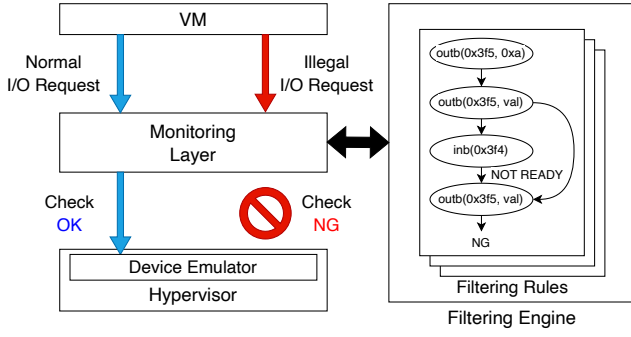 VM
Normal
I/O Request
Illegal
I/O Request
Monitoring
Layer
Check
OK
Check
NG
Device Emulator
Hypervisor
outb(0x3f5, 0xa)
outb(0x3f5, val)
inb(0x3f4)
NOT READY
outb(0x3f5, val)
NG
Filtering Rules
Filtering Engine